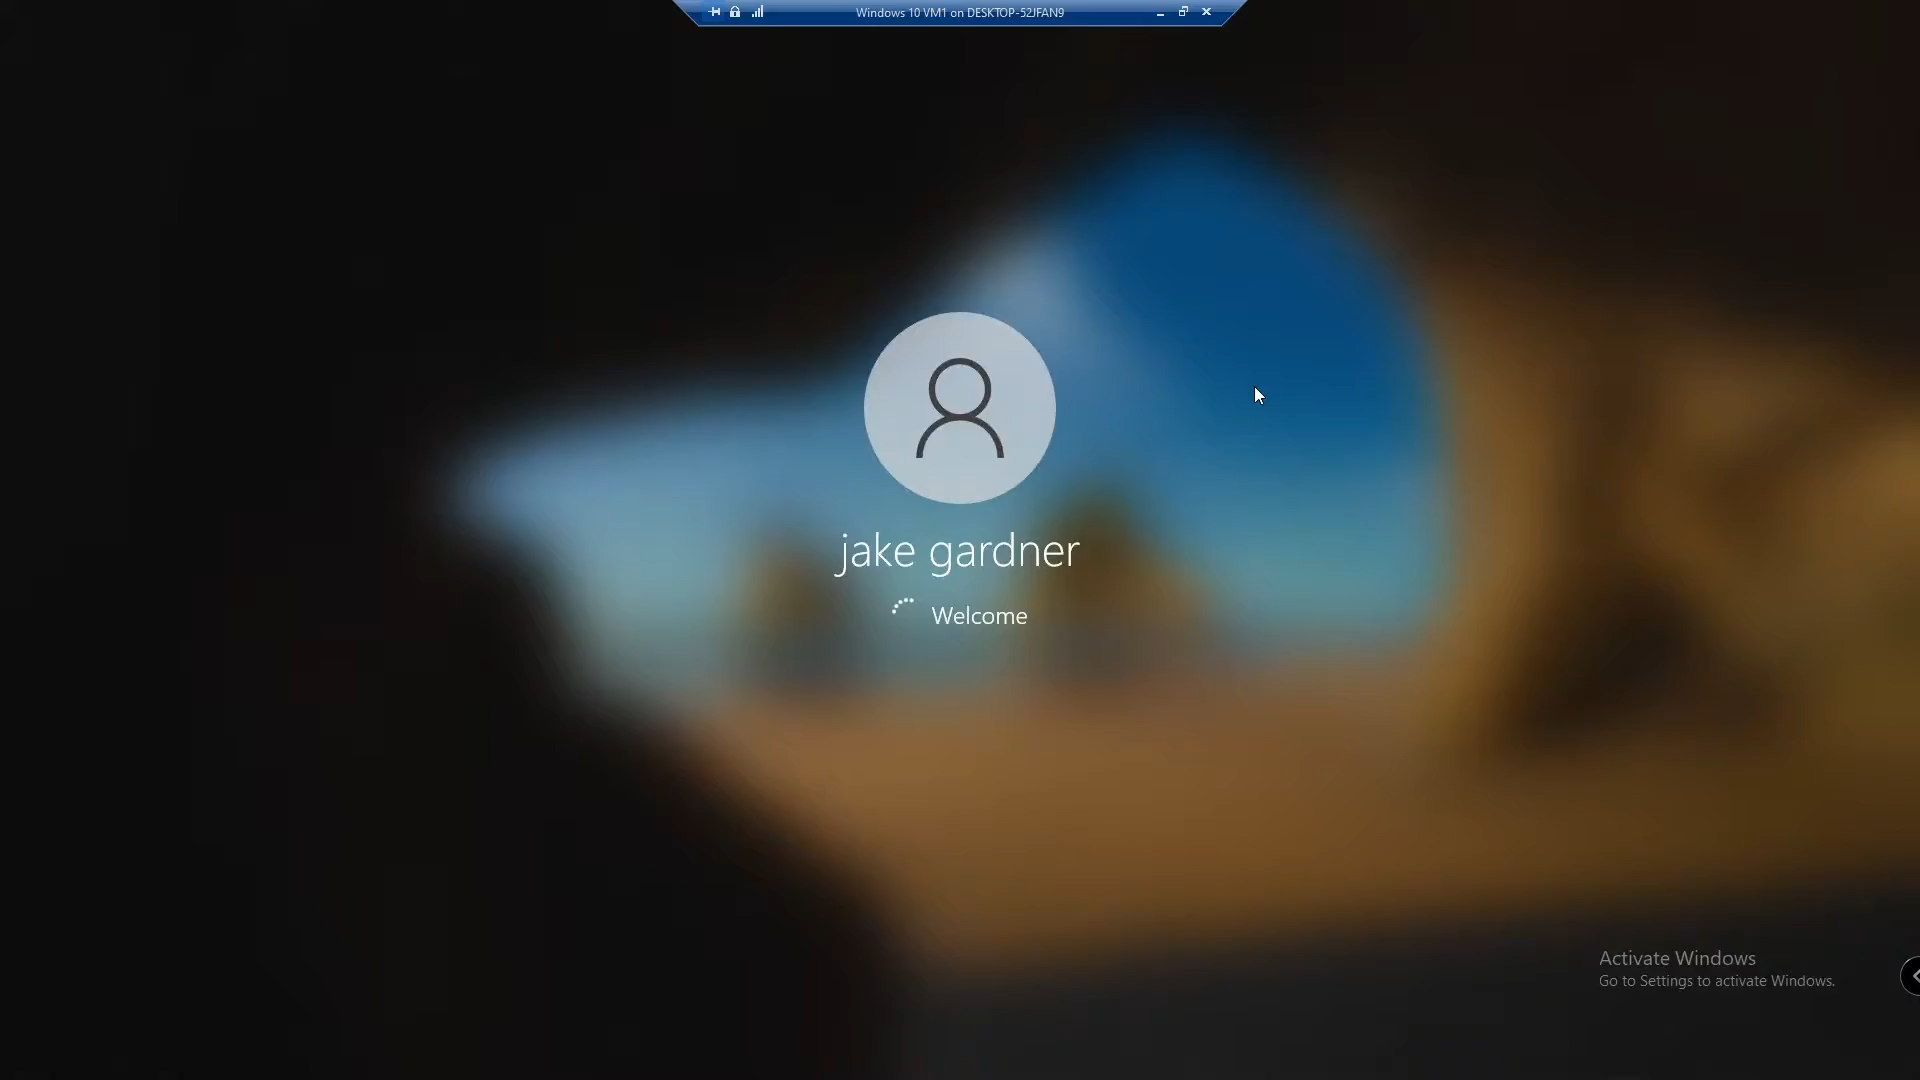 Windows 10 VM1 on DESKTOP-52JFAN9
jake gardner
Welcome
Activate Windows
Go to Settings to activate Windows.